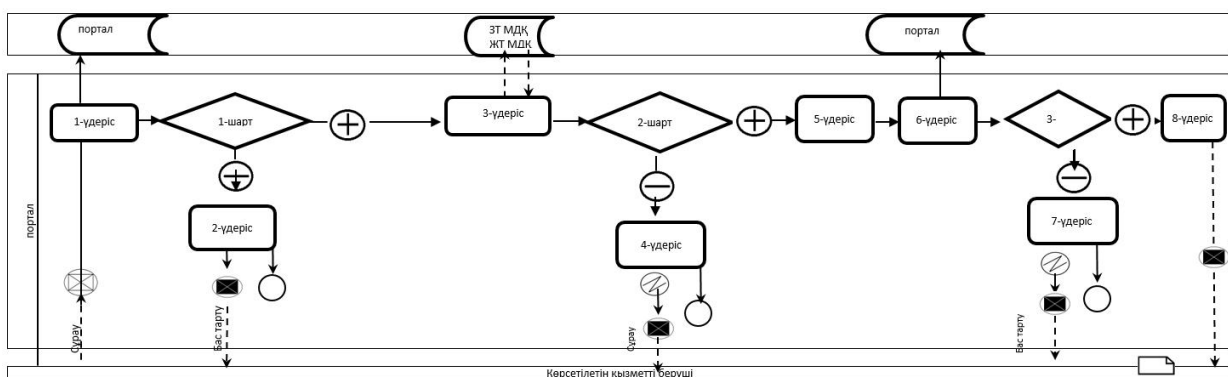 портал
ЗТ МДҚ
ЖТ МДҚ
портал
1-үдеріс
1-шарт
3-үдеріс
2-шарт
5-үдеріс
6-үдеріс
3-
8-үдеріс
2-үдеріс
4-үдеріс
7-үдеріс
портал
Сұрау
Бас тарту
Сұрау
Бас тарту
Көрсетілетін қызметті беруші